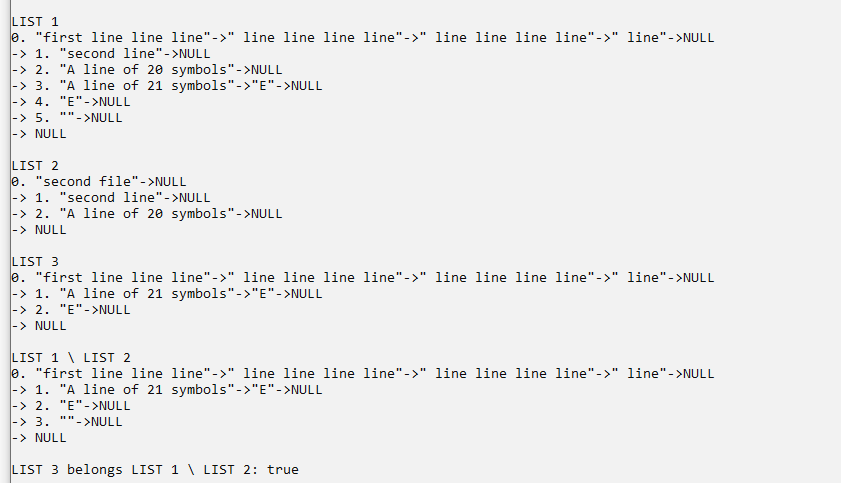 LIST 1
0. "first line line line"->" line line line line"->" line line line line"->" line"->NULL
-> 1. "second line"->NULL
-> 2. "A line of 20 symbols"->NULL
-> 3. "A line of 21 symbols"->"E"->NULL
-> 4. "E"->NULL
-> 5. ""->NULL
-> NULL
LIST 2
0. "second file"->NULL
-> 1. "second line"->NULL
-> 2. "A line of 20 symbols"->NULL
-> NULL
LIST 3
0. "first line line line"->" line line line line"->" line line line line"->" line"->NULL
-> 1. "A line of 21 symbols"->"E"->NULL
-> 2. "E"->NULL
-> NULL
LIST 1 \ LIST 2
0. "first line line line"->" line line line line"->" line line line line"->" line"->NULL
-> 1. "A line of 21 symbols"->"E"->NULL
-> 2. "E"->NULL
-> 3. ""->NULL
-> NULL
LIST 3 belongs LIST 1 \ LIST 2: true